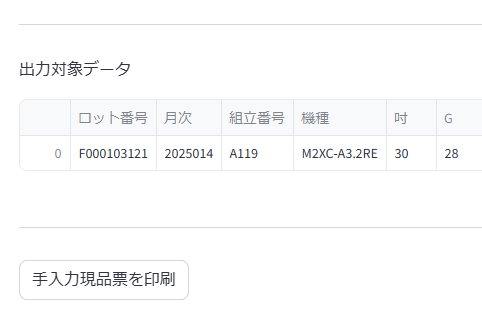 出力対象データ
ロット番号 月次 組立番号 機種 吋 G
0 F000103121 2025014 A119 M2XC-A3.2RE 30 28
手入力現品票を印刷